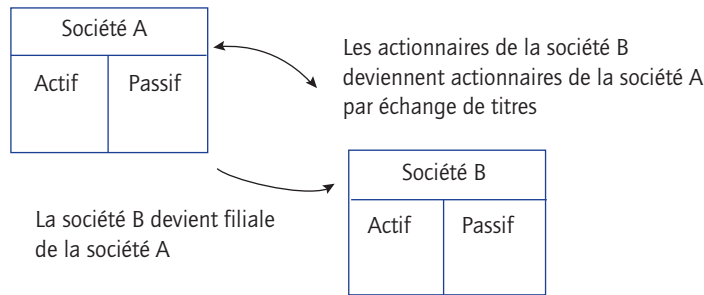 Société A
Actif
Passif
Les actionnaires de la société B
deviennent actionnaires de la société A
par échange de titres
La société B devient filiale
de la société A
Société B
Actif
Passif